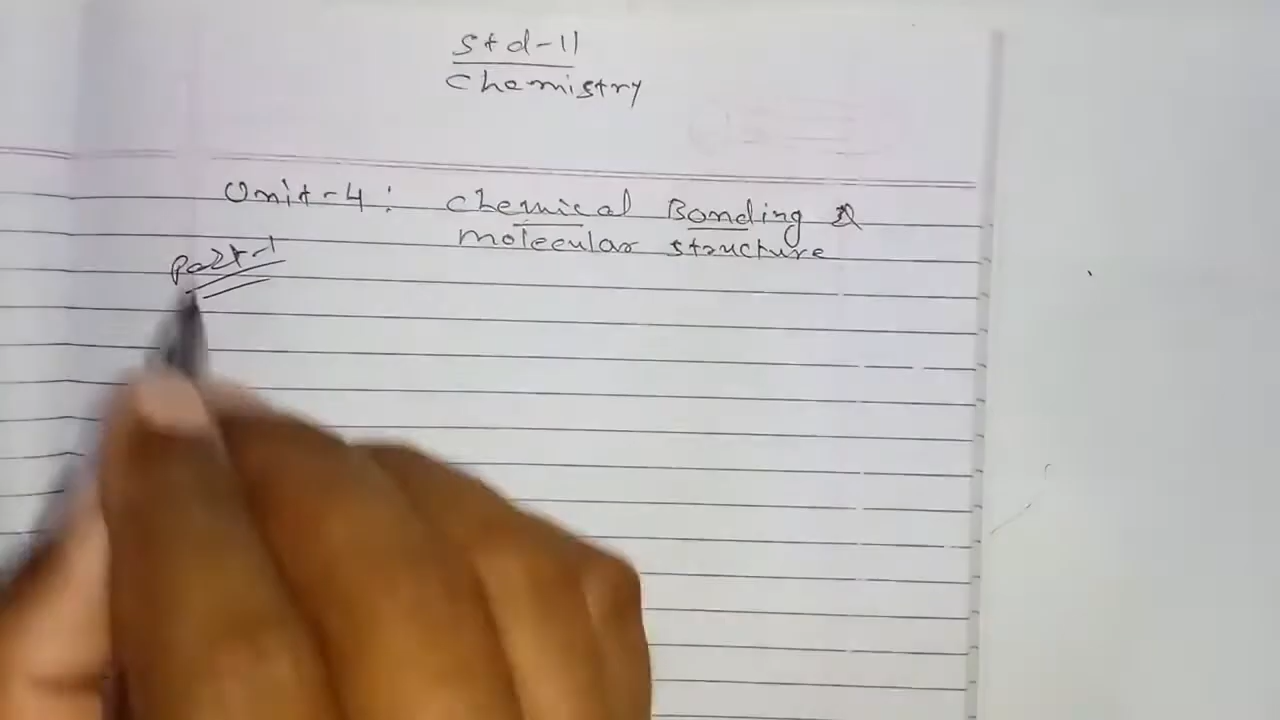 Std-11
Chemistry
Unit-4: Chemical Bonding &
molecular structure
Part-1